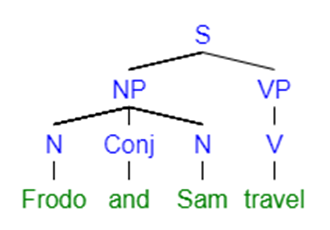 S
NP VP
N Conj N V
Frodo and Sam travel